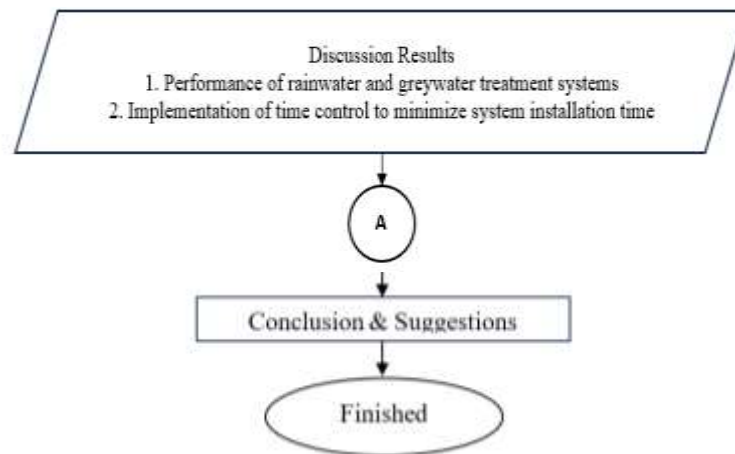 Discussion Results
1. Performance of rainwater and greywater treatment systems
2. Implementation of time control to minimize system installation time
A
Conclusion & Suggestions
Finished